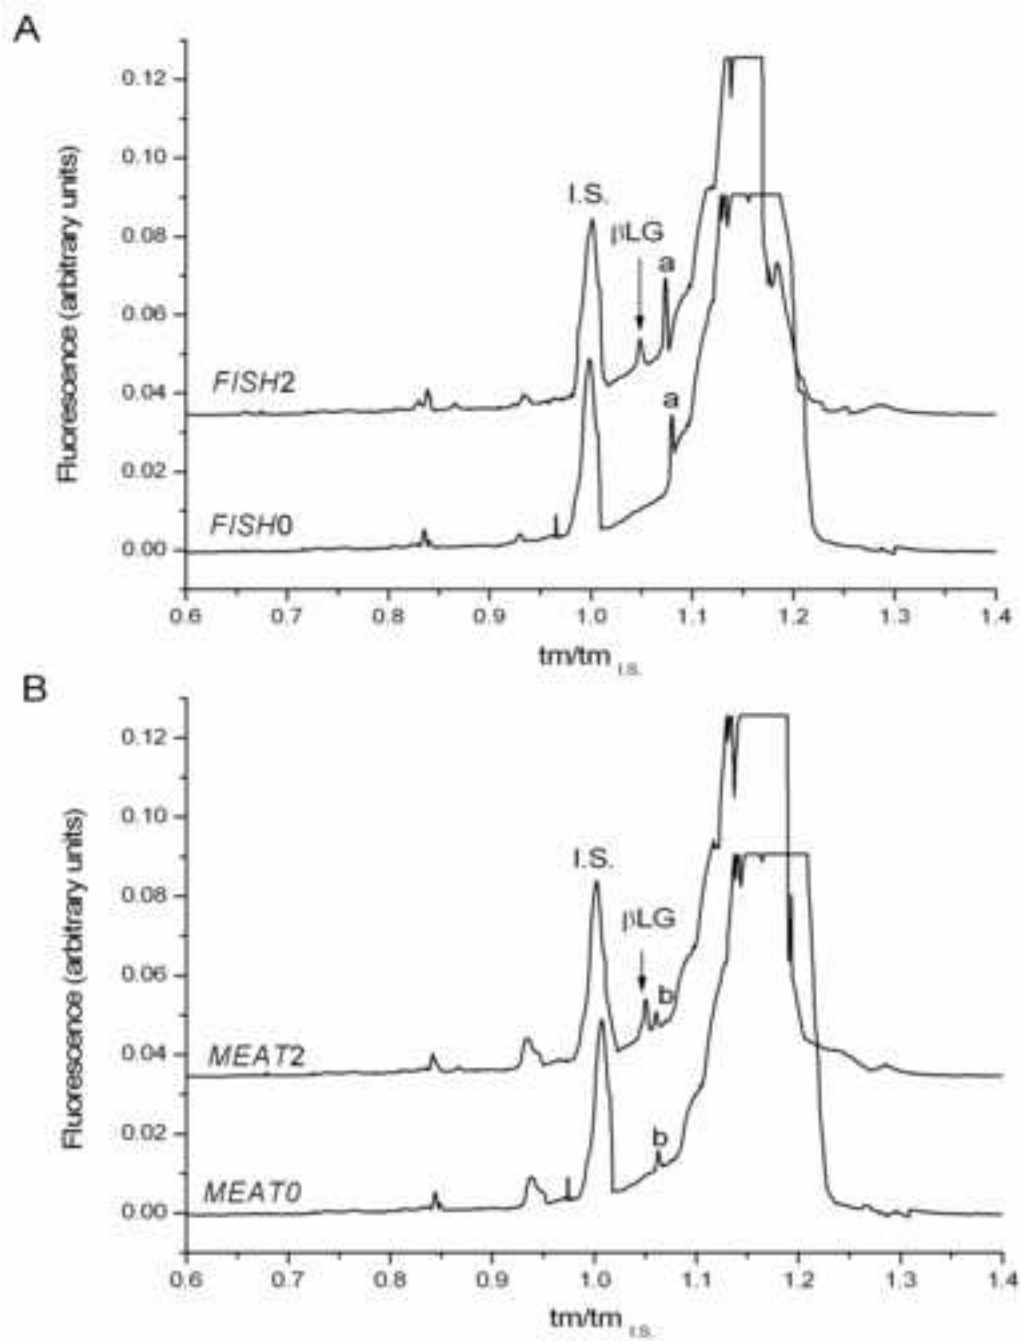 A
Fluorescence (arbitrary units)
0.12
0.10
0.08
0.06
0.04
0.02
0.00
I.S.
βLG
a
a
FISH2
FISH0
0.6 0.7 0.8 0.9 1.0 1.1 1.2 1.3 1.4
tm/tm I.S.
B
Fluorescence (arbitrary units)
0.12
0.10
0.08
0.06
0.04
0.02
0.00
I.S.
βLG
b
b
MEAT2
MEAT0
0.6 0.7 0.8 0.9 1.0 1.1 1.2 1.3 1.4
tm/tm I.S.